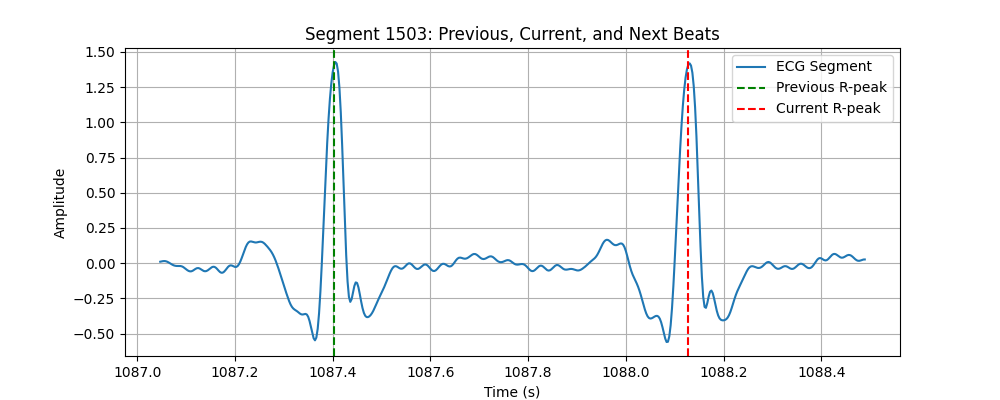 Segment 1503: Previous, Current, and Next Beats
1.50
1.25
1.00
0.75
0.50
0.25
0.00
−0.25
−0.50
Amplitude
ECG Segment
Previous R-peak
Current R-peak
1087.0 1087.2 1087.4 1087.6 1087.8 1088.0 1088.2 1088.4
Time (s)